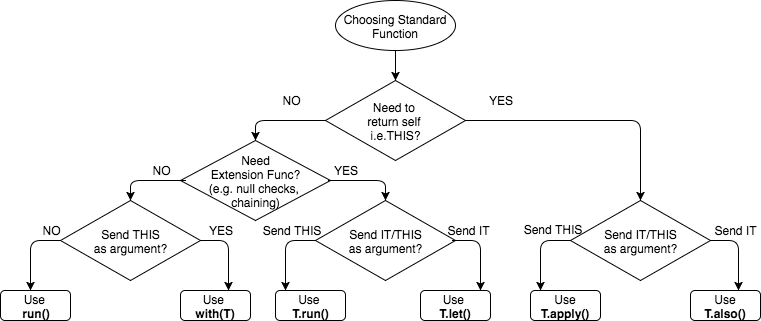 Choosing Standard
Function
NO
YES
Need to
return self
i.e.THIS?
NO
Need
Extension Func?
(e.g. null checks,
chaining)
YES
NO
Send THIS
as argument?
YES
Send THIS
Send IT/THIS
as argument?
Send IT
Send THIS
Send IT/THIS
as argument?
Send IT
Use
run()
Use
with(T)
Use
T.run()
Use
T.let()
Use
T.apply()
Use
T.also()